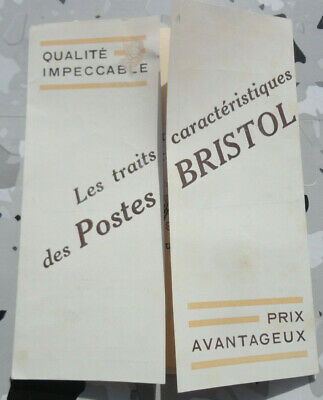 QUALITÉ
IMPECCABLE
Les traits caractéristiques
des Postes BRISTOL
PRIX
AVANTAGEUX